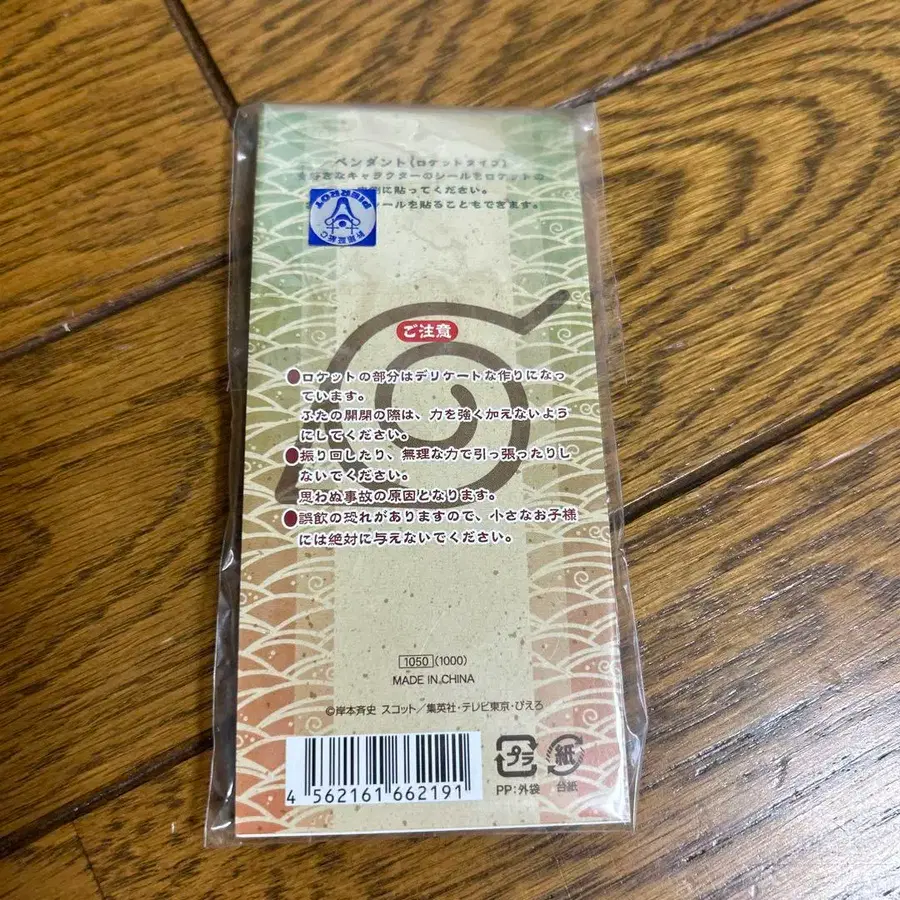 ペンダント(ロケットタイプ)
お好きなキャラクターのシールをロケットの
内側に貼ってください。
シールを貼ることもできます。
PIERROT
ご注意
●ロケットの部分はデリケートな作りになっ
ています。
ふたの開閉の際は、力を強く加えないよう
にしてください。
●振り回したり、無理な力で引っ張ったりし
ないでください。
思わぬ事故の原因となります。
●誤飲の恐れがありますので、小さなお子様
には絶対に与えないでください。
1050(1000)
MADE IN CHINA
©岸本斉史 スコット/集英社・テレビ東京・ぴえろ
4 562161 662191
プラ 紙
PP:外袋 台紙